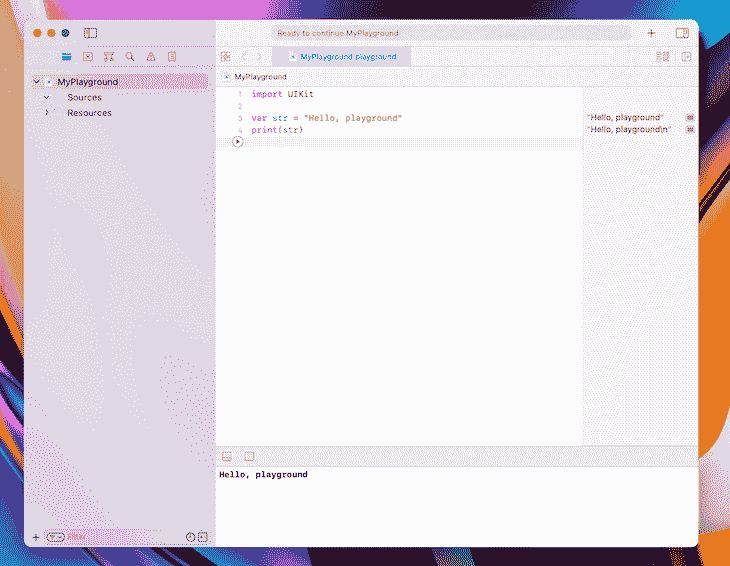 Ready to continue MyPlayground
MyPlayground.playground
MyPlayground
Sources
Resources
MyPlayground
1 import UIKit
2
3 var str = "Hello, playground"
4 print(str)
"Hello, playground"
"Hello, playground\n"
Hello, playground
Filter